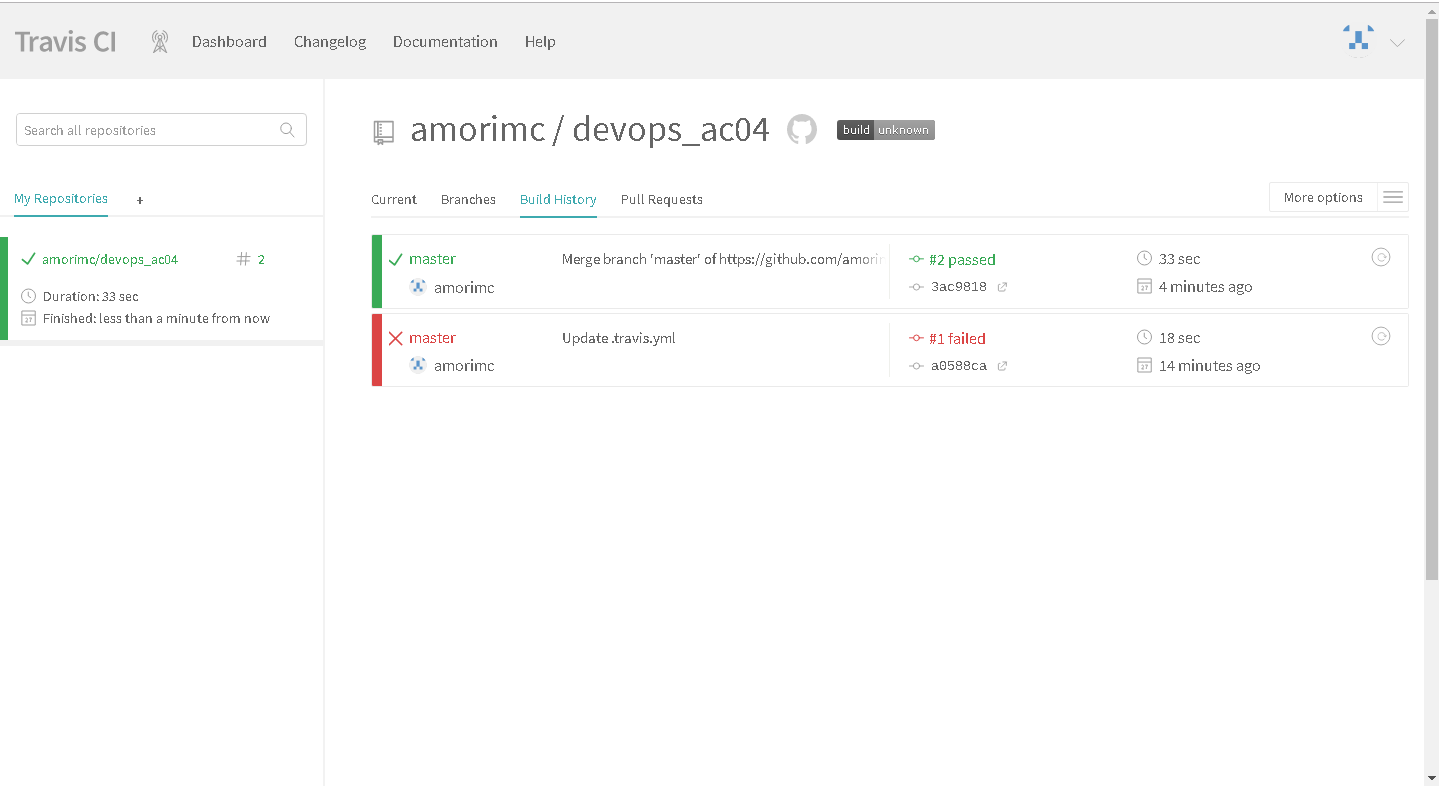 Travis CI Dashboard Changelog Documentation Help
Search all repositories
My Repositories +
amorimc/devops_ac04 # 2
Duration: 33 sec
Finished: less than a minute from now
amorimc / devops_ac04 build unknown
Current Branches Build History Pull Requests More options
master Merge branch 'master' of https://github.com/amorim #2 passed 33 sec
amorimc 3ac9818 4 minutes ago
master Update .travis.yml #1 failed 18 sec
amorimc a0588ca 14 minutes ago